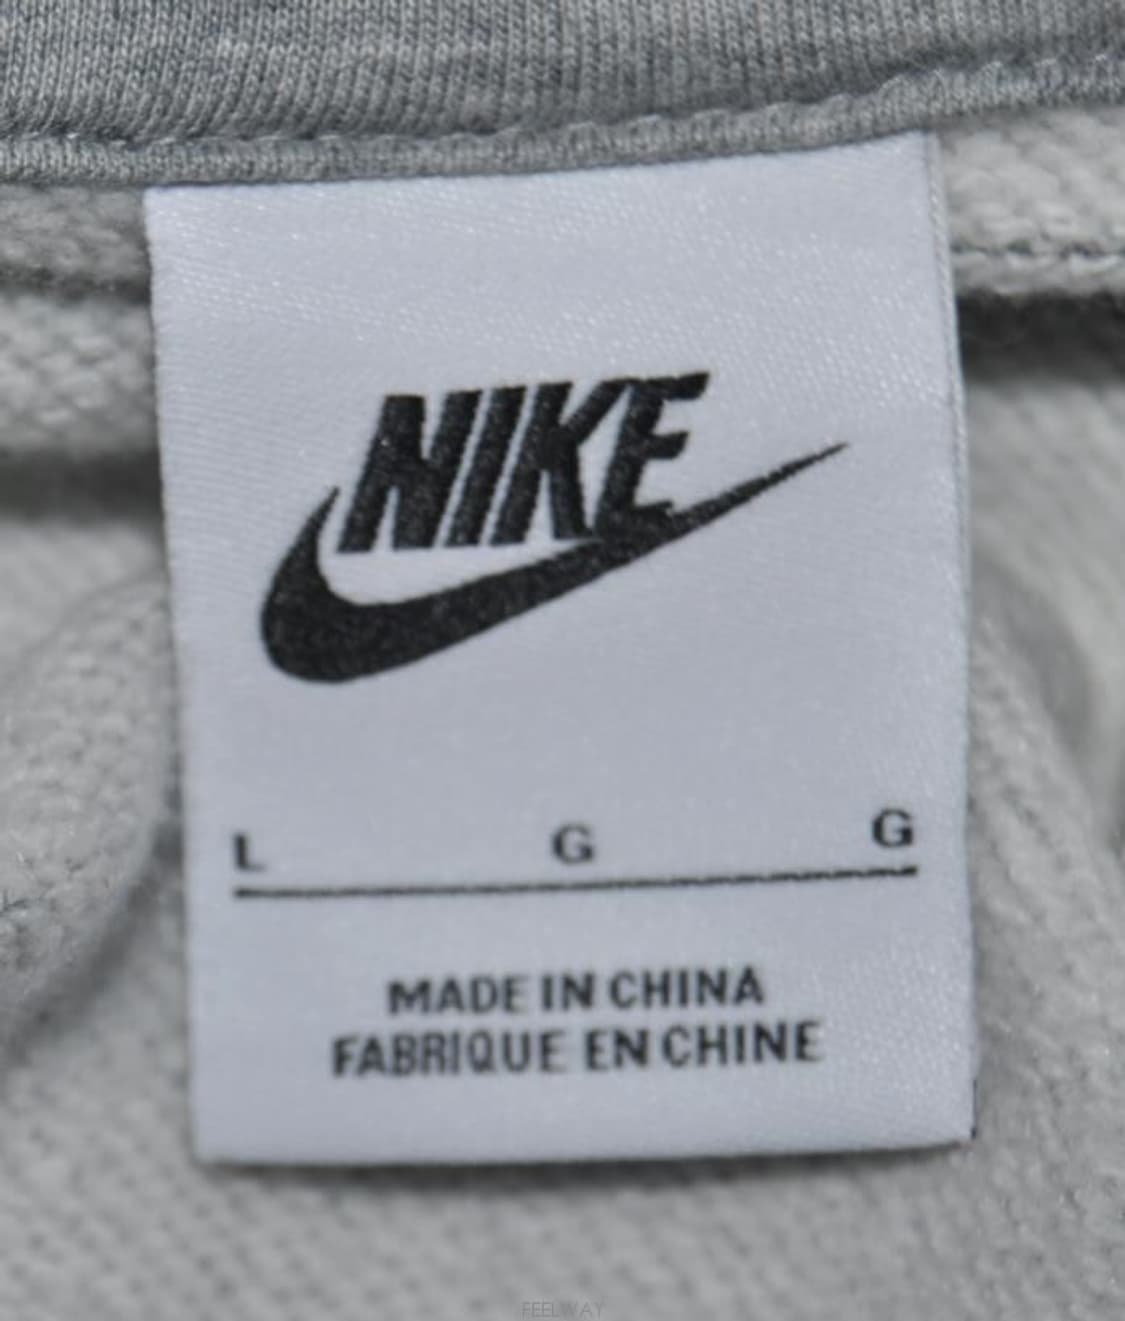 NIKE
L G G
MADE IN CHINA
FABRIQUE EN CHINE
FEELWAY